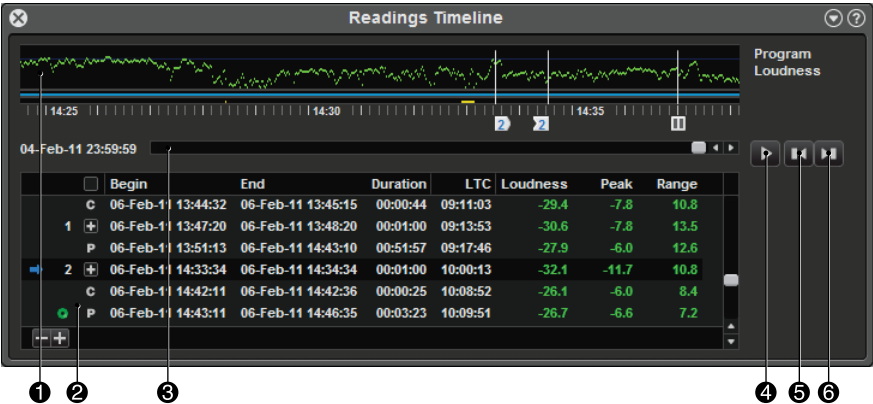 Readings Timeline
?
Program
Loudness
14:25 14:30 14:35
2 2
04-Feb-11 23:59:59
Begin End Duration LTC Loudness Peak Range
C 06-Feb-11 13:44:32 06-Feb-11 13:45:15 00:00:44 09:11:03 -29.4 -7.8 10.8
1 + 06-Feb-11 13:47:20 06-Feb-11 13:48:20 00:01:00 09:13:53 -30.6 -7.8 13.5
P 06-Feb-11 13:51:13 06-Feb-11 14:43:10 00:51:57 09:17:46 -27.9 -6.0 12.6
2 + 06-Feb-11 14:33:34 06-Feb-11 14:34:34 00:01:00 10:00:13 -32.1 -11.7 10.8
C 06-Feb-11 14:42:11 06-Feb-11 14:42:36 00:00:25 10:08:52 -26.1 -6.0 8.4
P 06-Feb-11 14:43:11 06-Feb-11 14:46:35 00:03:23 10:09:51 -26.7 -6.6 7.2
- +
1 2 3 4 5 6